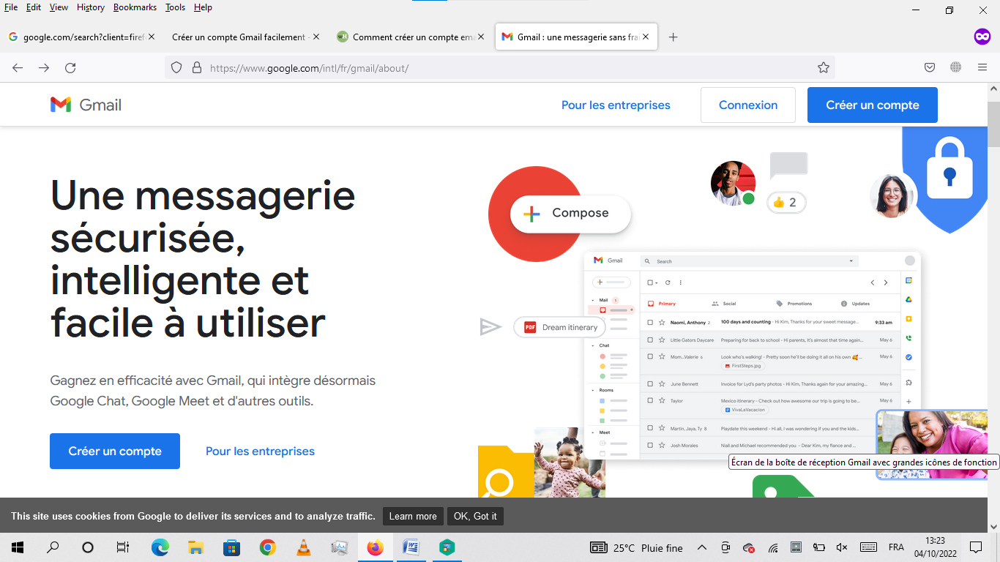 File Edit View History Bookmarks Tools Help
google.com/search?client=firef
Créer un compte Gmail facilement -
Comment créer un compte ema
Gmail : une messagerie sans frai
https://www.google.com/intl/fr/gmail/about/
Gmail
Pour les entreprises
Connexion
Créer un compte
Une messagerie
sécurisée,
intelligente et
facile à utiliser
Gagnez en efficacité avec Gmail, qui intègre désormais
Google Chat, Google Meet et d'autres outils.
Créer un compte
Pour les entreprises
Compose
2
PDF Dream itinerary
Gmail
Search
Mail 1
Chat
Rooms
Meet
Primary Social Promotions Updates
Naomi, Anthony 2 100 days and counting - Hi Kim, Thanks for your sweet message... 9:33 am
Little Gators Daycare Preparing for back to school - Hi parents, It's almost that time again... May 6
Mom...Valerie 6 Look who's walking! - Pretty soon he'll be doing it all on his own 🥰... May 6
FirstSteps.jpg
June Bennett Invoice for Lyd's party photos - Hi Kim, Thanks again for your amazing... May 6
Taylor Mexico itinerary - Check out how awesome our trip is going to be... May 6
VivaLaVacacion
Martin, Jaya, Ty 8 Playdate this weekend - Hi all, I was wondering if you and the kids...
Josh Morales Niall and Michael recommended you - Dear Kim, my fiance and ...
Écran de la boîte de réception Gmail avec grandes icônes de fonction
This site uses cookies from Google to deliver its services and to analyze traffic. Learn more OK, Got it
25°C Pluie fine
FRA
13:23
04/10/2022